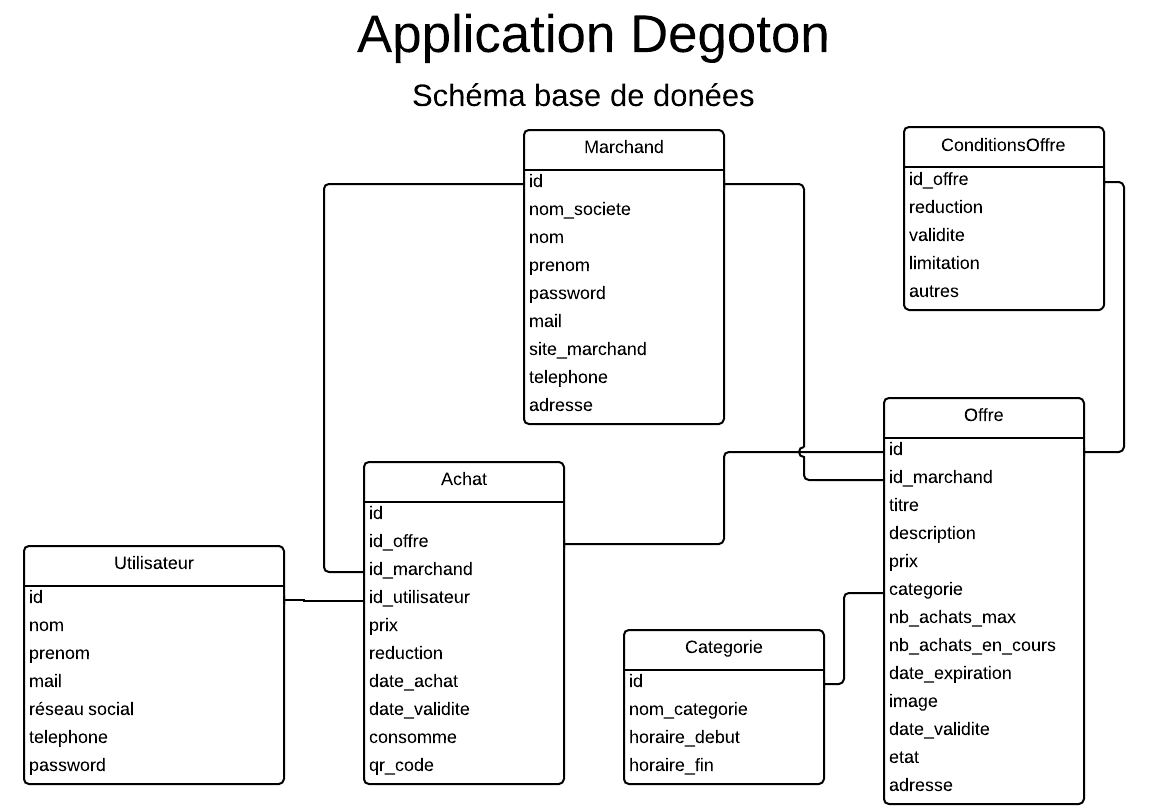 Application Degoton
Schéma base de donées
Marchand
id
nom_societe
nom
prenom
password
mail
site_marchand
telephone
adresse
ConditionsOffre
id_offre
reduction
validite
limitation
autres
Utilisateur
id
nom
prenom
mail
réseau social
telephone
password
Achat
id
id_offre
id_marchand
id_utilisateur
prix
reduction
date_achat
date_validite
consomme
qr_code
Categorie
id
nom_categorie
horaire_debut
horaire_fin
Offre
id
id_marchand
titre
description
prix
categorie
nb_achats_max
nb_achats_en_cours
date_expiration
image
date_validite
etat
adresse